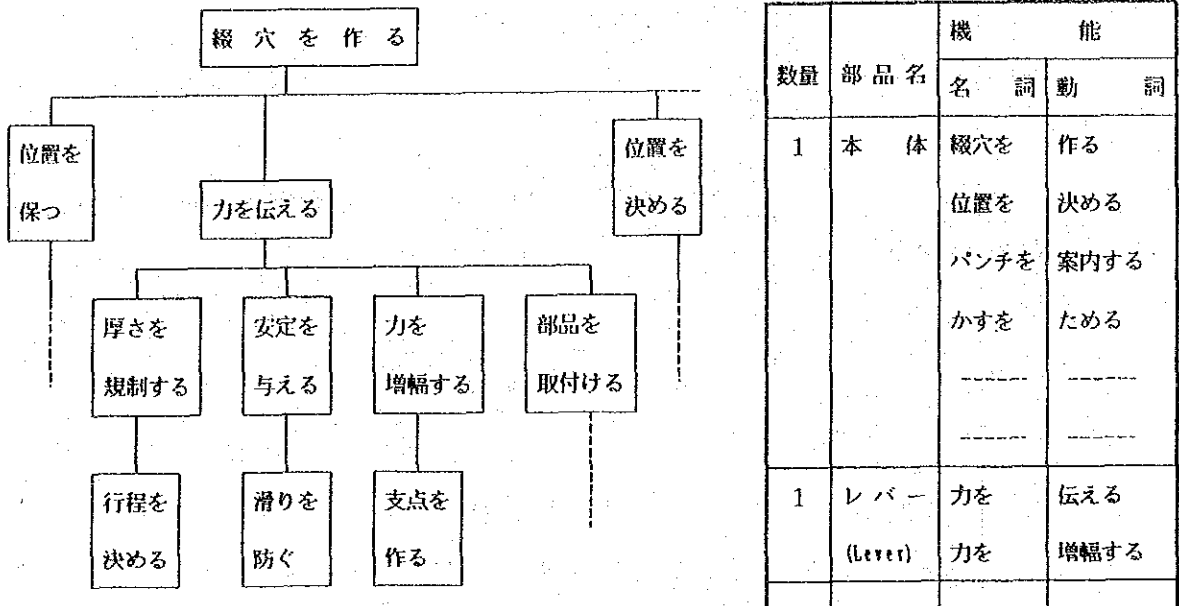 綴穴を作る
位置を
保つ
力を伝える
位置を
決める
厚さを
規制する
安定を
与える
力を
増幅する
部品を
取付ける
行程を
決める
滑りを
防ぐ
支点を
作る
数量 部品名 機能
名詞 動詞
1 本体 綴穴を 作る
位置を 決める
パンチを 案内する
かすを ためる
1 レバー 力を 伝える
(Lever) 力を 増幅する